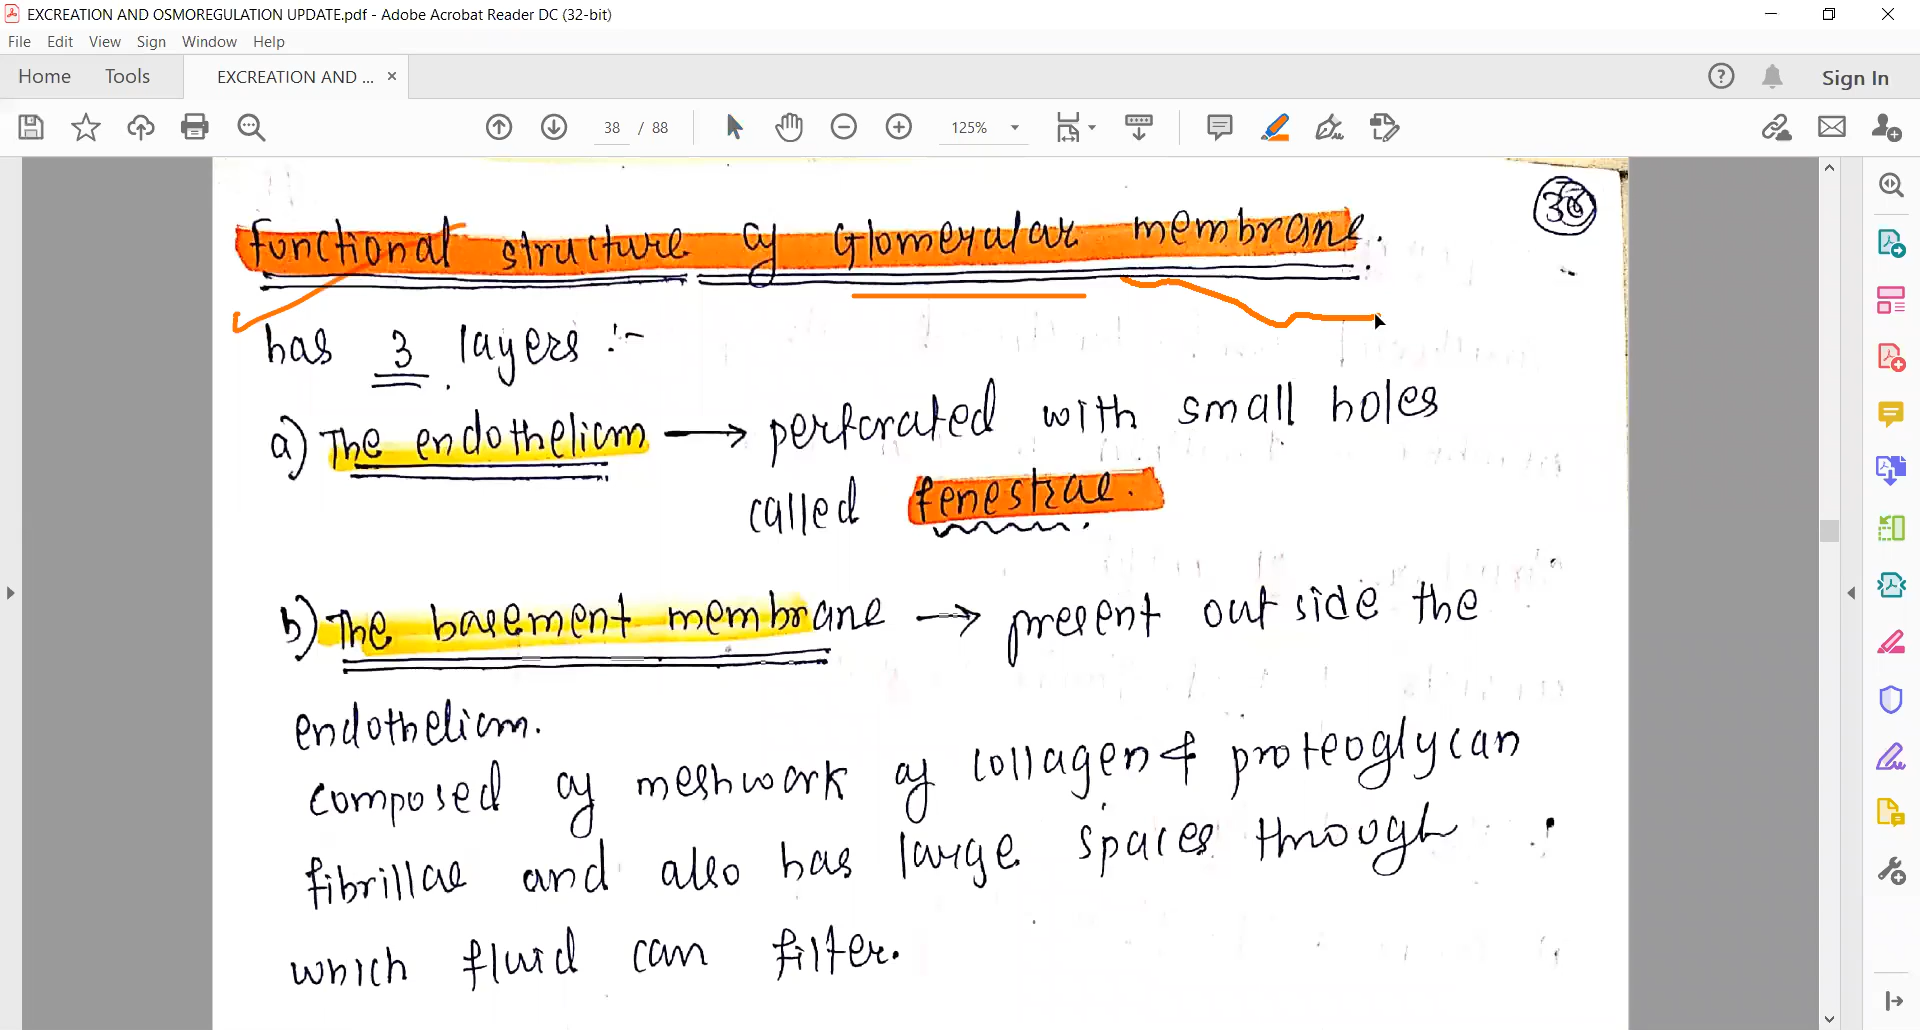 EXCREATION AND OSMOREGULATION UPDATE.pdf - Adobe Acrobat Reader DC (32-bit)
File Edit View Sign Window Help
Home Tools EXCREATION AND ... × Sign In
38 / 88 125%
functional structure of Glomerular membrane.
has 3 layers :-
a) The endothelium → perforated with small holes
called fenestrae.
b) The basement membrane → present out side the
endothelium.
composed of meshwork of collagen & proteoglycan
fibrillae and also has large spaces through
which fluid can filter.